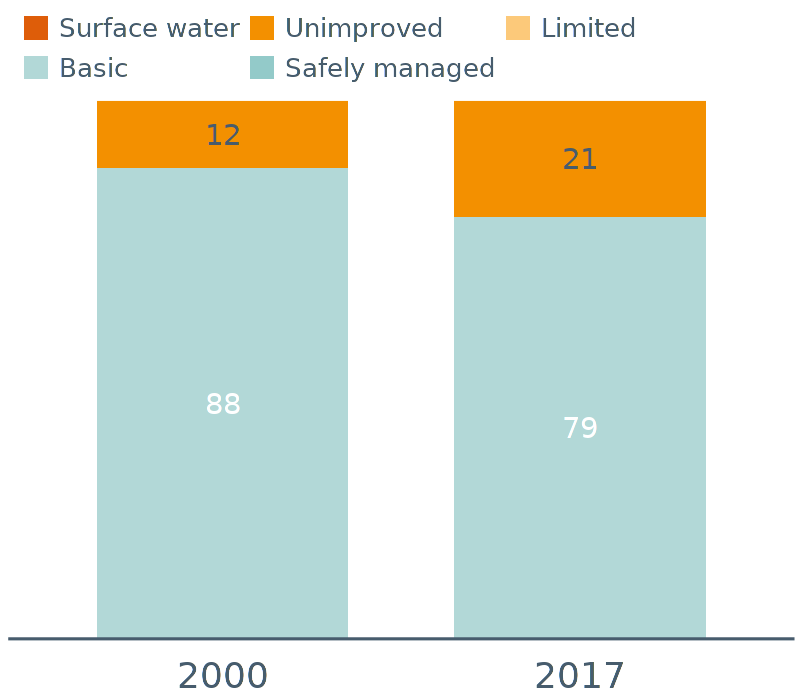 Surface water Unimproved Limited
Basic Safely managed
12 21
88 79
2000 2017